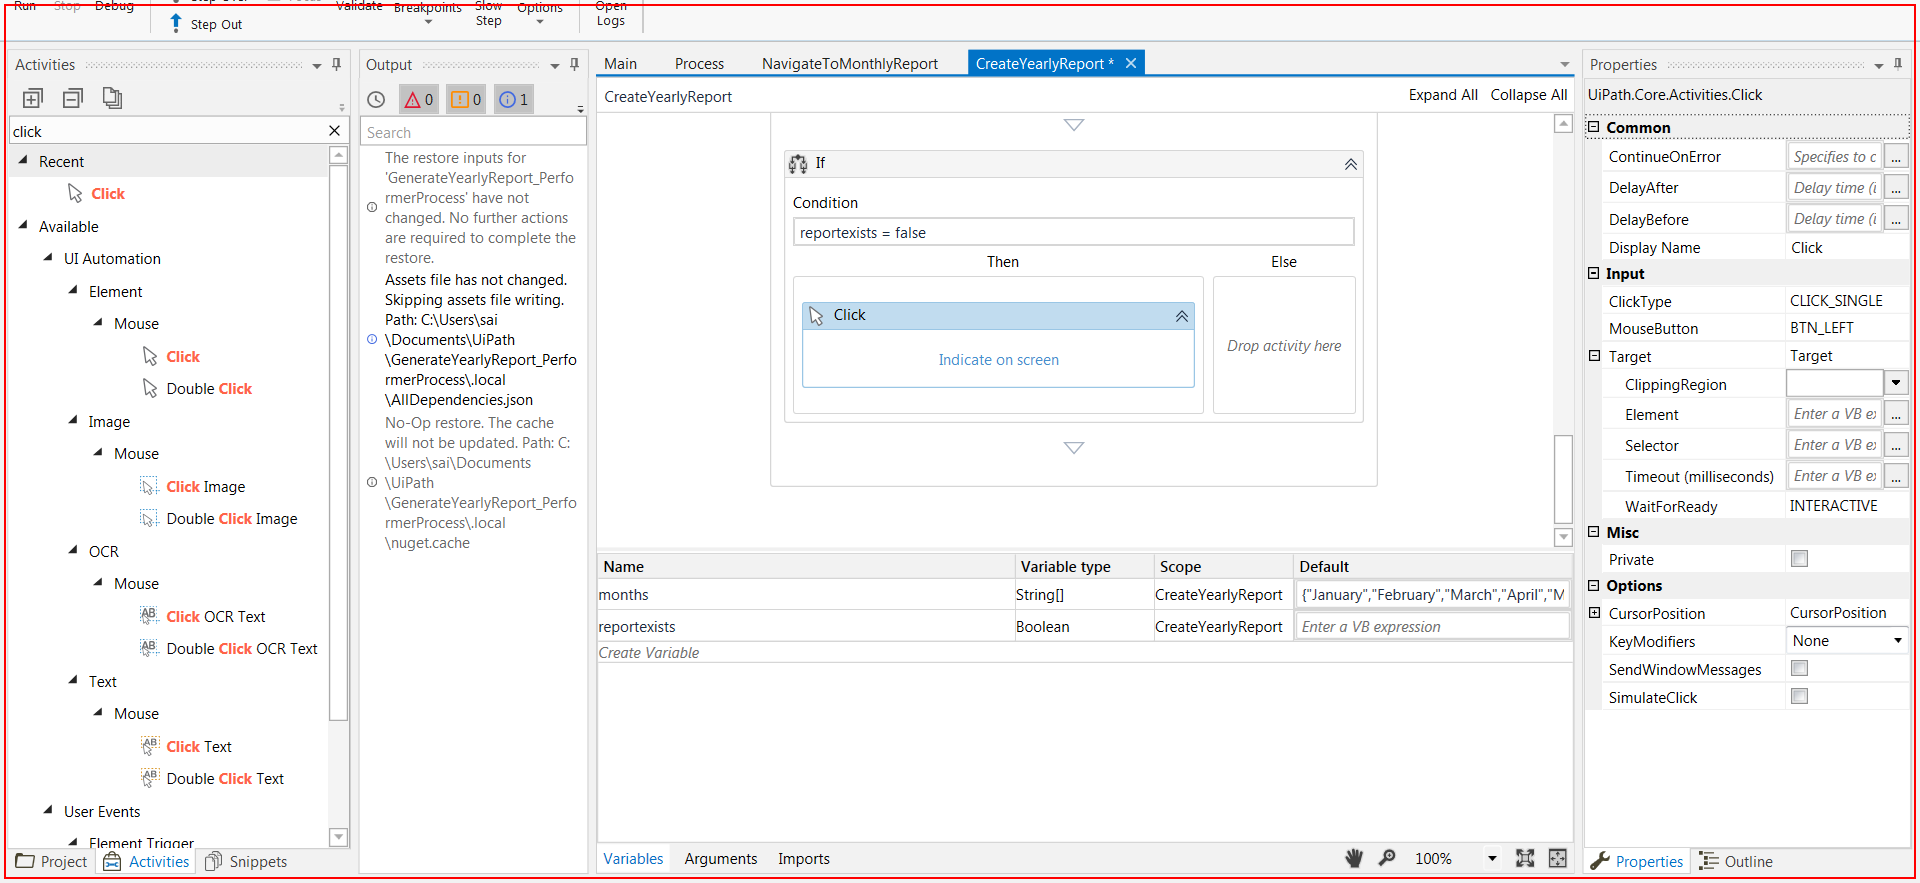 Run Stop Debug
Step Out
Validate
Breakpoints
Slow
Step
Options
Open
Logs
Activities
click
Recent
Click
Available
UI Automation
Element
Mouse
Click
Double Click
Image
Mouse
Click Image
Double Click Image
OCR
Mouse
Click OCR Text
Double Click OCR Text
Text
Mouse
Click Text
Double Click Text
User Events
Element Trigger
Project
Activities
Snippets
Output
0
0
1
Search
The restore inputs for
'GenerateYearlyReport_Perfo
rmerProcess' have not
changed. No further actions
are required to complete the
restore.
Assets file has not changed.
Skipping assets file writing.
Path: C:\Users\sai
\Documents\UiPath
\GenerateYearlyReport_Perfo
rmerProcess\.local
\AllDependencies.json
No-Op restore. The cache
will not be updated. Path: C:
\Users\sai\Documents
\UiPath
\GenerateYearlyReport_Perfo
rmerProcess\.local
\nuget.cache
Main
Process
NavigateToMonthlyReport
CreateYearlyReport *
CreateYearlyReport
Expand All
Collapse All
If
Condition
reportexists = false
Then
Else
Click
Indicate on screen
Drop activity here
Name Variable type Scope Default
months String[] CreateYearlyReport {"January","February","March","April","M
reportexists Boolean CreateYearlyReport Enter a VB expression
Create Variable
Variables
Arguments
Imports
100%
Properties
UiPath.Core.Activities.Click
Common
ContinueOnError Specifies to c ...
DelayAfter Delay time (i ...
DelayBefore Delay time (i ...
Display Name Click
Input
ClickType CLICK_SINGLE
MouseButton BTN_LEFT
Target Target
ClippingRegion
Element Enter a VB ex ...
Selector Enter a VB ex ...
Timeout (milliseconds) Enter a VB ex ...
WaitForReady INTERACTIVE
Misc
Private
Options
CursorPosition CursorPosition
KeyModifiers None
SendWindowMessages
SimulateClick
Properties
Outline